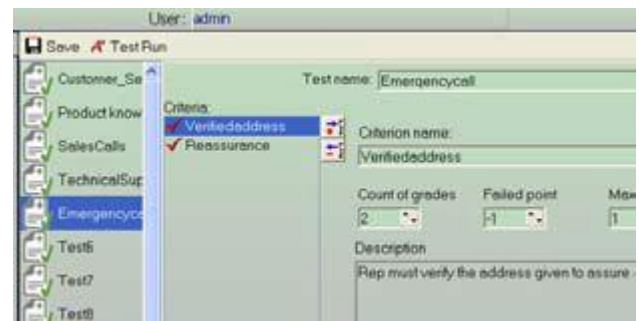 User: admin
Save Test Run
Customer_Se
Product know
SalesCalls
TechnicalSup
Emergencyca
Test6
Test7
Test8
Test name: Emergencycall
Criteria:
Verifiedaddress
Reassurance
Criterion name:
Verifiedaddress
Count of grades Failed point Max
2 -1 1
Description
Rep must verify the address given to assure